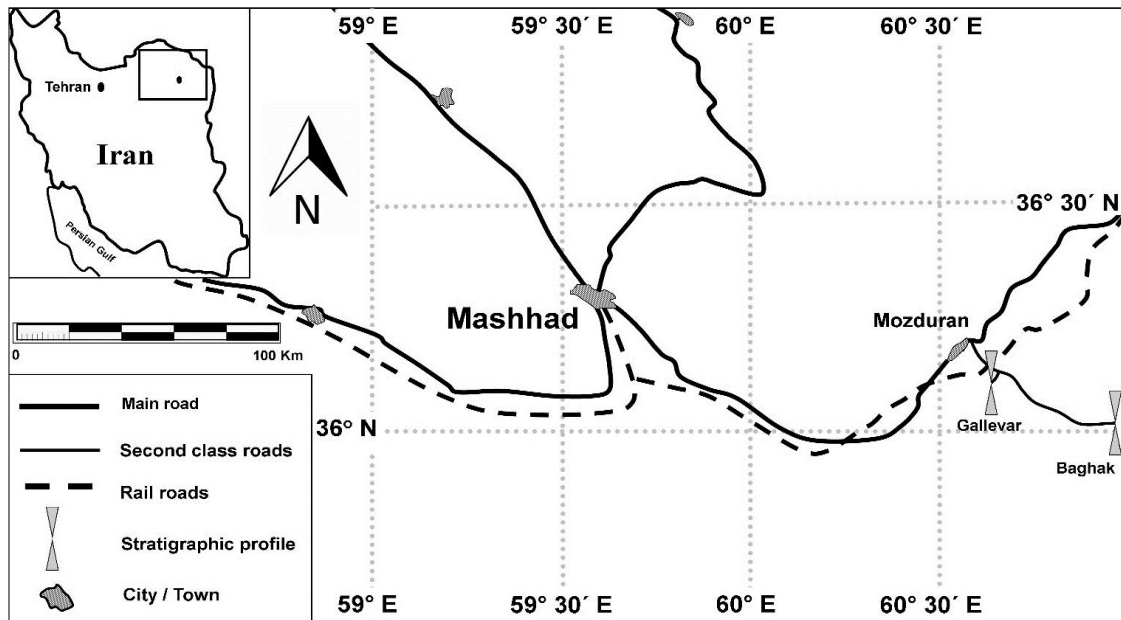 59° E
59° 30´ E
60° E
60° 30´ E
Tehran
Iran
Persian Gulf
N
36° 30´ N
Mashhad
Mozduran
0
100 Km
Main road
36° N
Gallevar
Second class roads
Baghak
Rail roads
Stratigraphic profile
City / Town
59° E
59° 30´ E
60° E
60° 30´ E